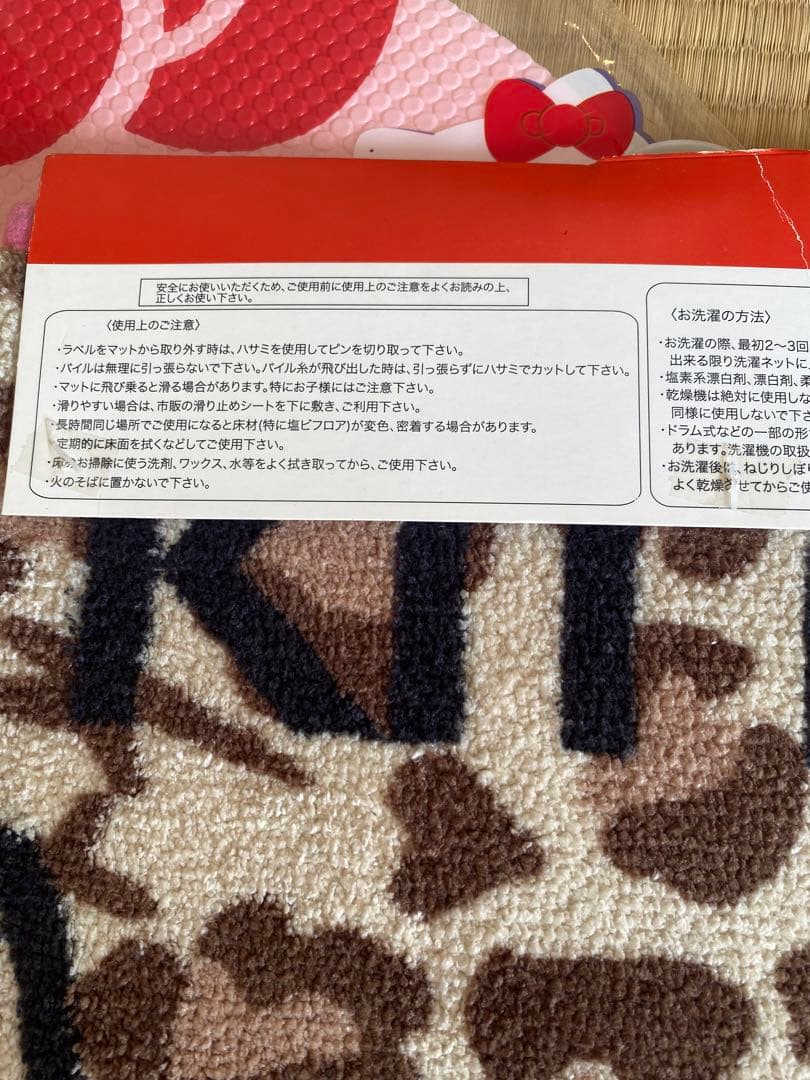 安全にお使いいただくため、ご使用前に使用上のご注意をよくお読みの上、
正しくお使い下さい。
〈使用上のご注意〉
・ラベルをマットから取り外す時は、ハサミを使用してピンを切り取って下さい。
・パイルは無理に引っ張らないで下さい。パイル糸が飛び出した時は、引っ張らずにハサミでカットして下さい。
・マットに飛び乗ると滑る場合があります。特にお子様にはご注意下さい。
・滑りやすい場合は、市販の滑り止めシートを下に敷き、ご利用下さい。
・長時間同じ場所でご使用になると床材(特に塩ビフロア)が変色、密着する場合があります。
定期的に床面を拭くなどしてご使用下さい。
・床のお掃除に使う洗剤、ワックス、水等をよく拭き取ってから、ご使用下さい。
・火のそばに置かないで下さい。
〈お洗濯の方法〉
・お洗濯の際、最初2〜3回
出来る限り洗濯ネットに
・塩素系漂白剤、漂白剤、柔
・乾燥機は絶対に使用しな
同様に使用しないで下さ
・ドラム式などの一部の形
あります。洗濯機の取扱
・お洗濯後は、ねじりしぼり
よく乾燥させてからご使
KIT